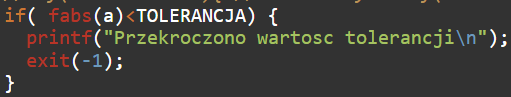 if( fabs(a)<TOLERANCJA) {
printf("Przekroczono wartosc tolerancji\n");
exit(-1);
}